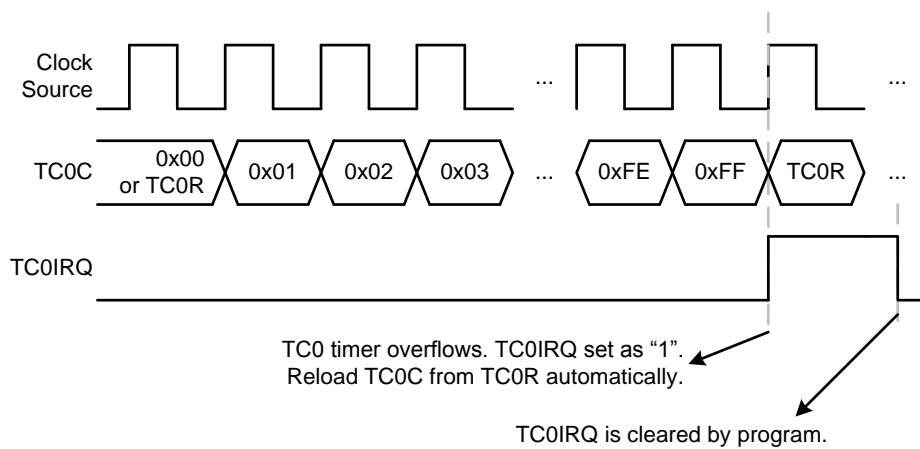 Clock
Source
... ...
TC0C
0x00
or TC0R
0x01 0x02 0x03 ... 0xFE 0xFF TC0R ...
TC0IRQ
TC0 timer overflows. TC0IRQ set as “1”.
Reload TC0C from TC0R automatically.
TC0IRQ is cleared by program.